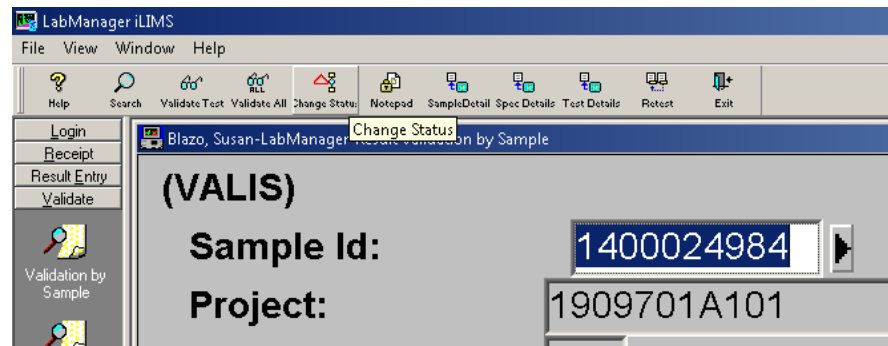 LabManager iLIMS
File View Window Help
ALL
Help Search Validate Test Validate All Change Statu: Notepad SampleDetail Spec Details Test Details Retest Exit
Change Status
Login
Receipt
Result Entry
Validate
Validation by
Sample
Blazo, Susan-LabManager Result Validation by Sample
(VALIS)
Sample Id: 1400024984
Project: 1909701A101